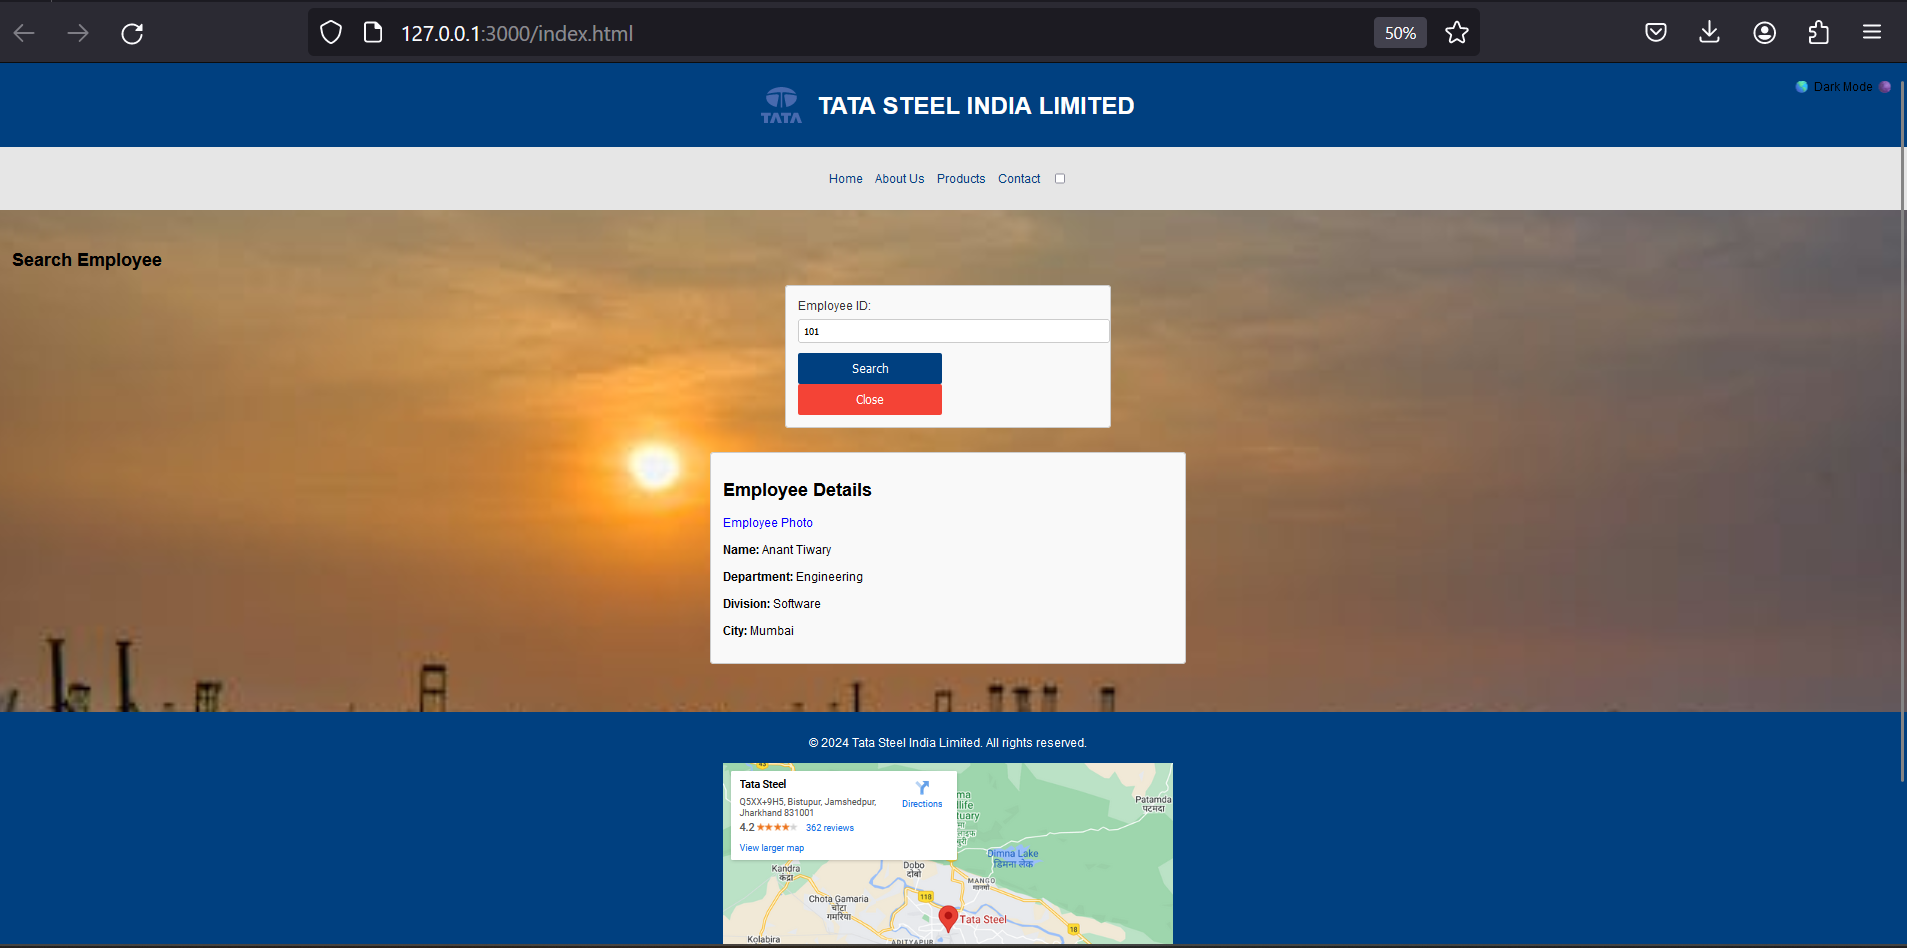 127.0.0.1:3000/index.html
50%
TATA
TATA STEEL INDIA LIMITED
Dark Mode
Home About Us Products Contact
Search Employee
Employee ID:
101
Search
Close
Employee Details
Employee Photo
Name: Anant Tiwary
Department: Engineering
Division: Software
City: Mumbai
© 2024 Tata Steel India Limited. All rights reserved.
Tata Steel
Q5XX+9H5, Bistupur, Jamshedpur,
Jharkhand 831001
Directions
4.2 362 reviews
View larger map
Patamda
पटमदा
Dimna Lake
डिमना लेक
Kandra
कंद्रा
Dobo
दोबो
MANGO
मानगो
118
Chota Gamaria
चोटा
गमरिया
Tata Steel
18
Kolabira
ADITYAPUR